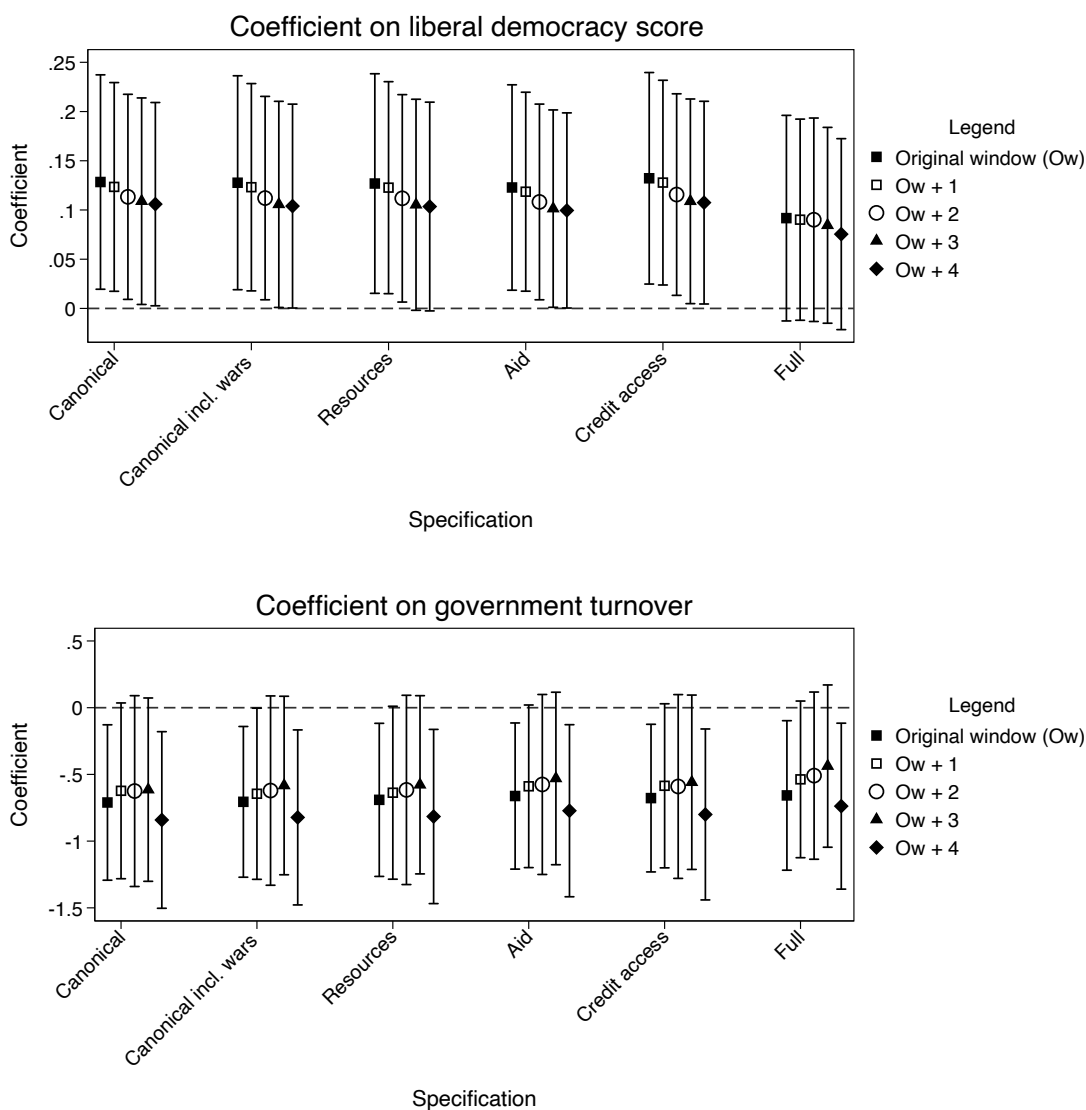 Coefficient on liberal democracy score
.25
.2
.15
.1
.05
0
Coefficient
Canonical
Canonical incl. wars
Resources
Aid
Credit access
Full
Specification
Legend
Original window (Ow)
Ow + 1
Ow + 2
Ow + 3
Ow + 4
Coefficient on government turnover
.5
0
-.5
-1
-1.5
Coefficient
Canonical
Canonical incl. wars
Resources
Aid
Credit access
Full
Specification
Legend
Original window (Ow)
Ow + 1
Ow + 2
Ow + 3
Ow + 4